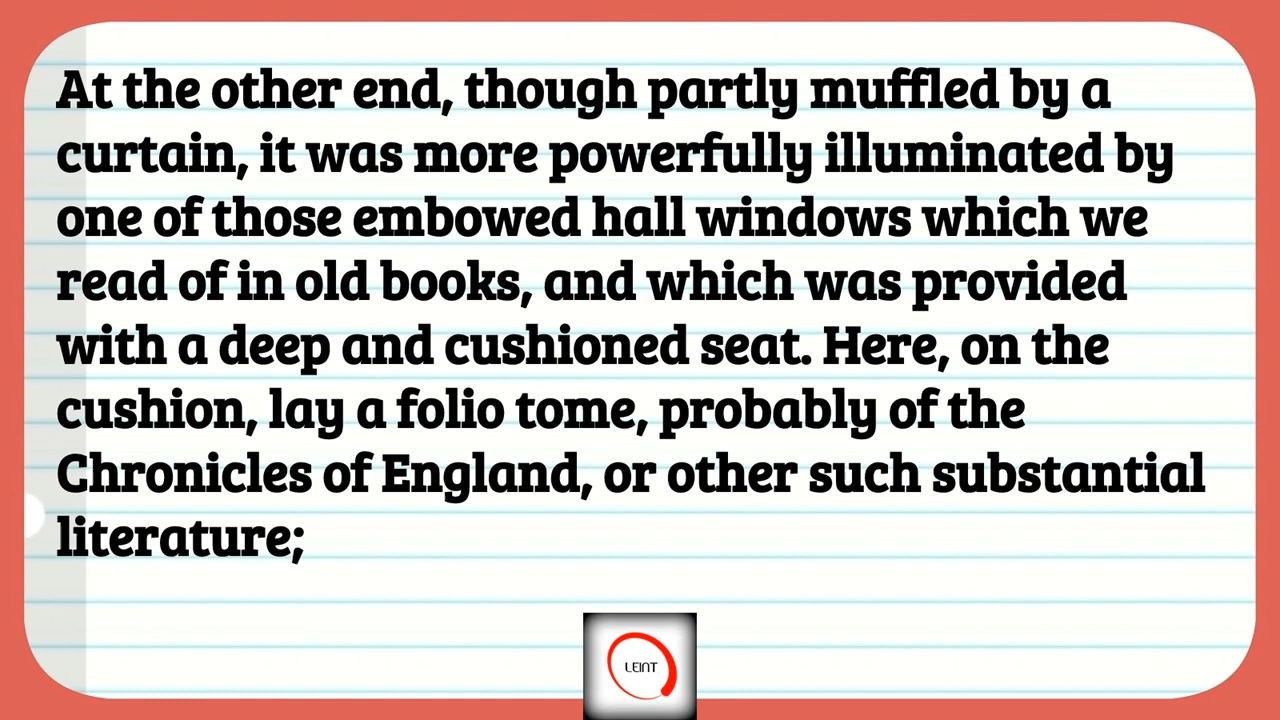 At the other end, though partly muffled by a
curtain, it was more powerfully illuminated by
one of those embowed hall windows which we
read of in old books, and which was provided
with a deep and cushioned seat. Here, on the
cushion, lay a folio tome, probably of the
Chronicles of England, or other such substantial
literature;
LEINT